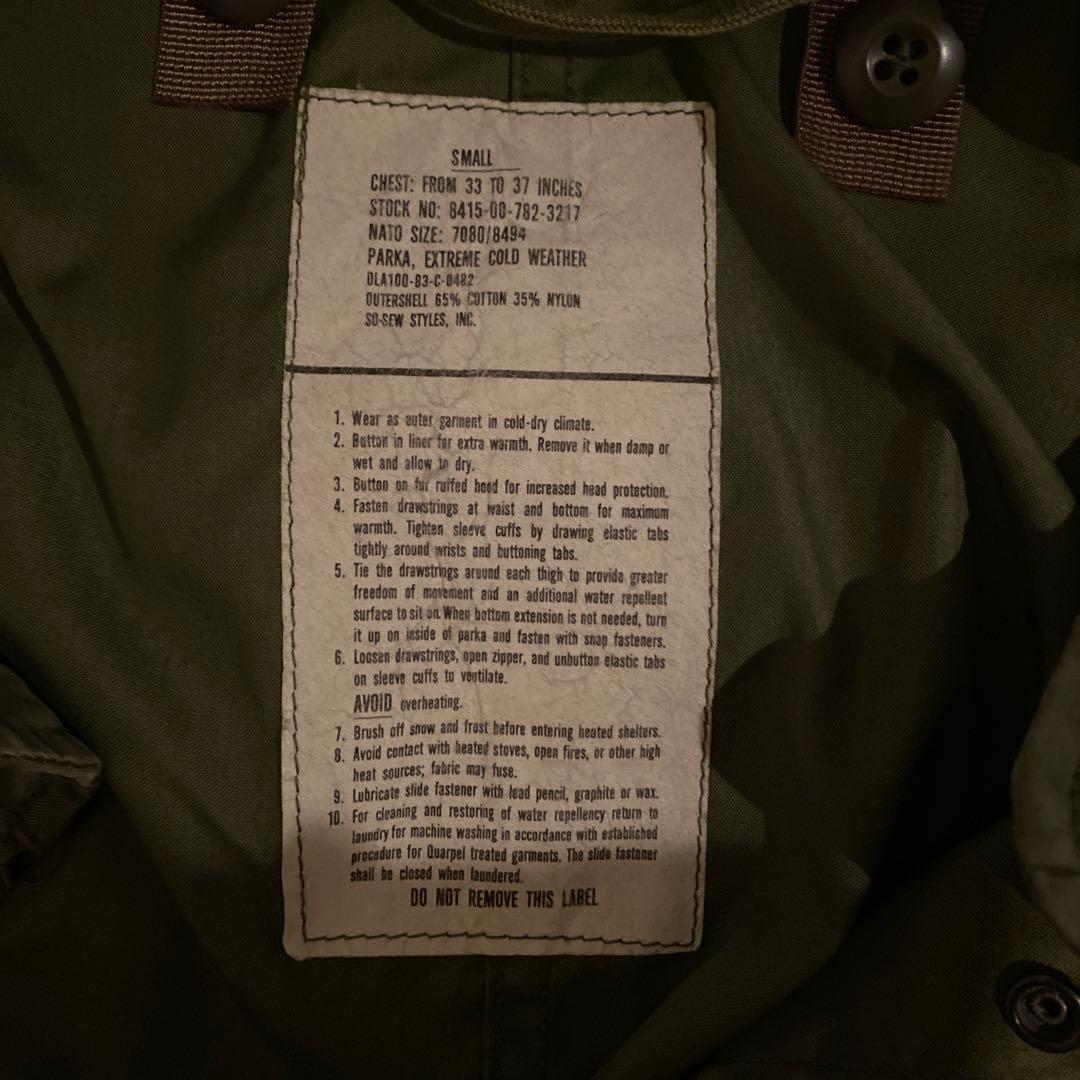 SMALL
CHEST: FROM 33 TO 37 INCHES
STOCK NO: 8415-00-782-3217
NATO SIZE: 7080/8494
PARKA, EXTREME COLD WEATHER
DLA100-83-C-0482
OUTERSHELL 65% COTTON 35% NYLON
SO-SEW STYLES, INC.
1. Wear as outer garment in cold-dry climate.
2. Button in liner for extra warmth. Remove it when damp or
wet and allow to dry.
3. Button on fur ruffed hood for increased head protection.
4. Fasten drawstrings at waist and bottom for maximum
warmth. Tighten sleeve cuffs by drawing elastic tabs
tightly around wrists and buttoning tabs.
5. Tie the drawstrings around each thigh to provide greater
freedom of movement and an additional water repellent
surface to sit on. When bottom extension is not needed, turn
it up on inside of parka and fasten with snap fasteners.
6. Loosen drawstrings, open zipper, and unbutton elastic tabs
on sleeve cuffs to ventilate.
AVOID overheating.
7. Brush off snow and frost before entering heated shelters.
8. Avoid contact with heated stoves, open fires, or other high
heat sources; fabric may fuse.
9. Lubricate slide fastener with lead pencil, graphite or wax.
10. For cleaning and restoring of water repellency return to
laundry for machine washing in accordance with established
procedure for Quarpel treated garments. The slide fastener
shall be closed when laundered.
DO NOT REMOVE THIS LABEL